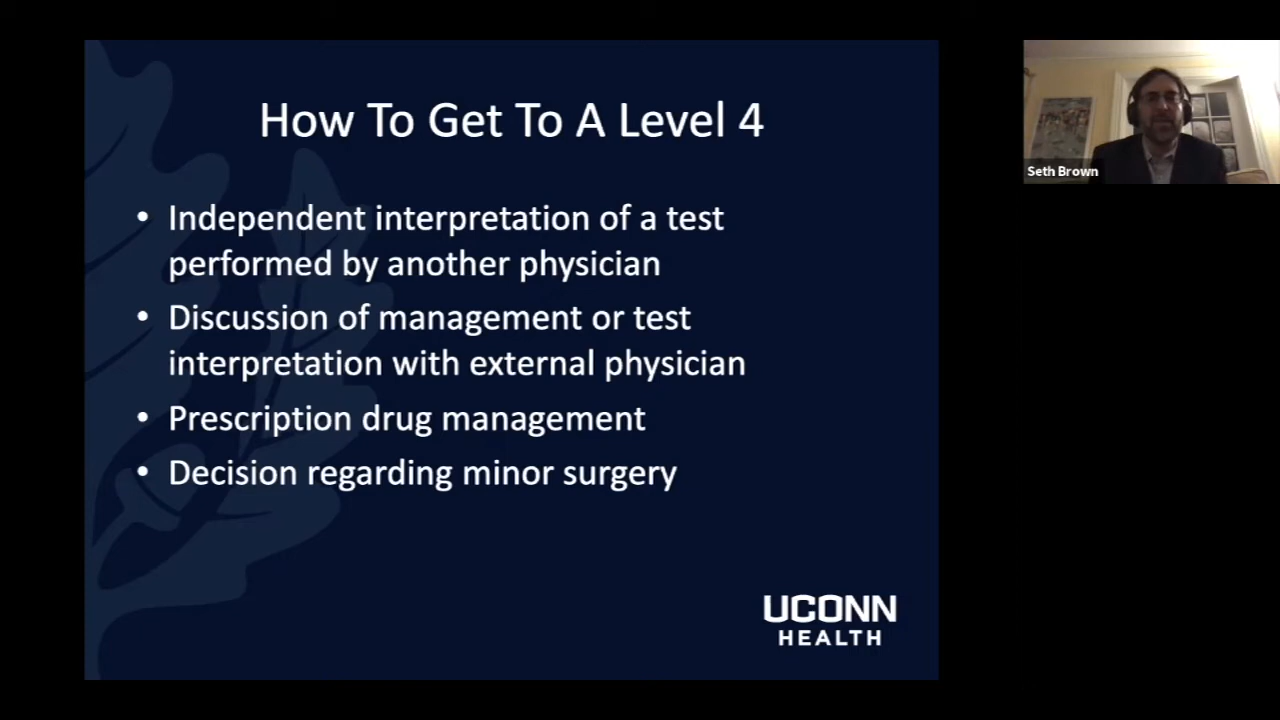 How To Get To A Level 4
• Independent interpretation of a test
performed by another physician
• Discussion of management or test
interpretation with external physician
• Prescription drug management
• Decision regarding minor surgery
UCONN
HEALTH
Seth Brown